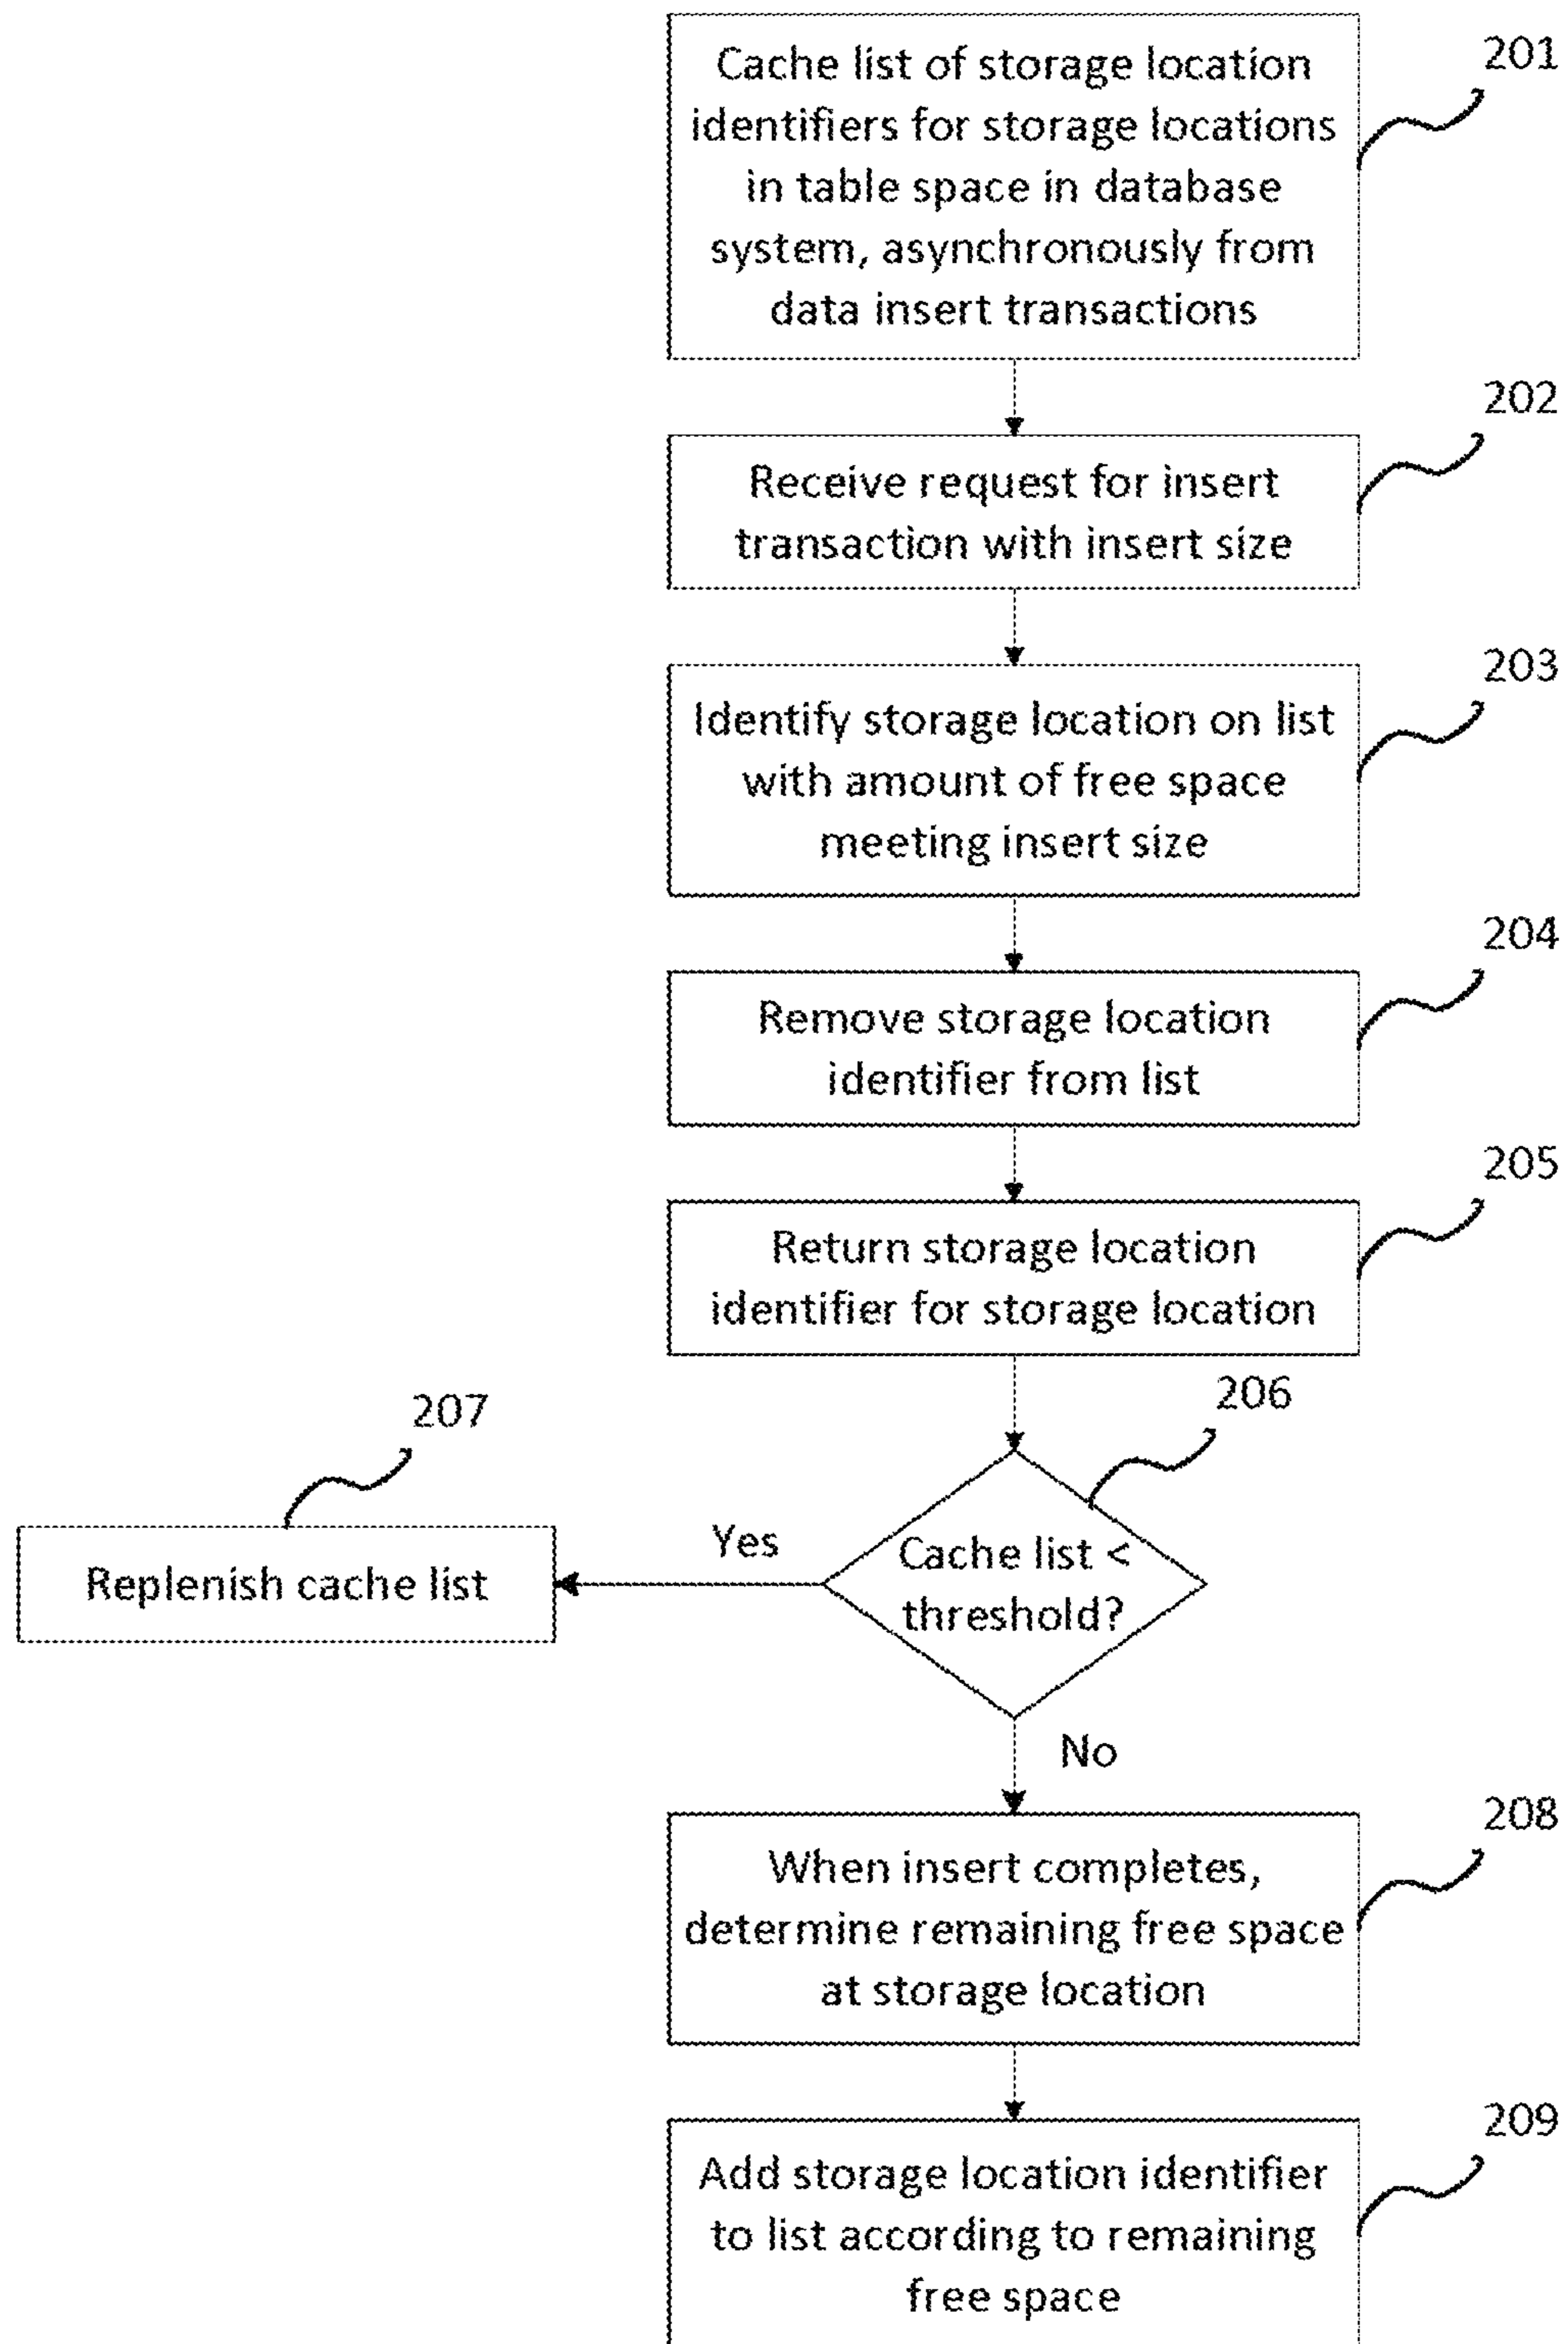 Cache list of storage location
identifiers for storage locations
in table space in database
system, asynchronously from
data insert transactions
201
Receive request for insert
transaction with insert size
202
Identify storage location on list
with amount of free space
meeting insert size
203
Remove storage location
identifier from list
204
Return storage location
identifier for storage location
205
Cache list <
threshold?
206
Yes
Replenish cache list
207
No
When insert completes,
determine remaining free space
at storage location
208
Add storage location identifier
to list according to remaining
free space
209